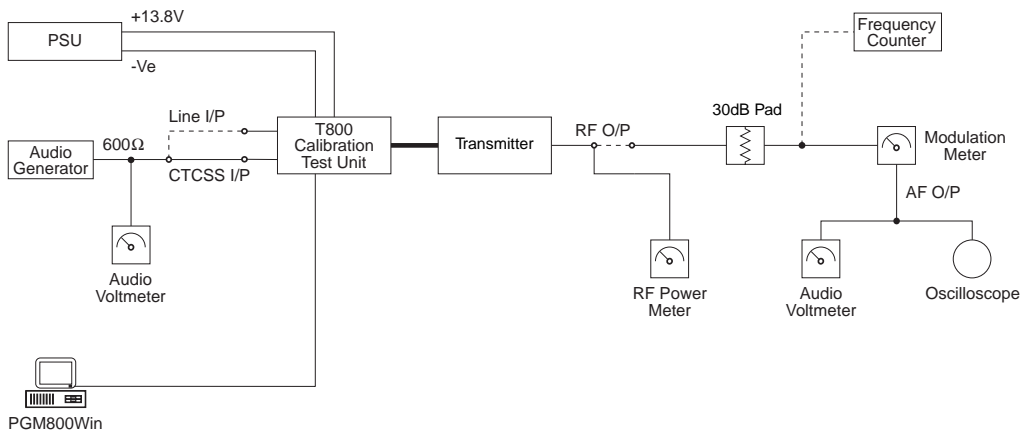 +13.8V
PSU
-Ve
Frequency
Counter
30dB Pad
Line I/P
T800
Calibration
Test Unit
Transmitter
RF O/P
600Ω
Audio
Generator
CTCSS I/P
Modulation
Meter
AF O/P
Audio
Voltmeter
RF Power
Meter
Audio
Voltmeter
Oscilloscope
PGM800Win